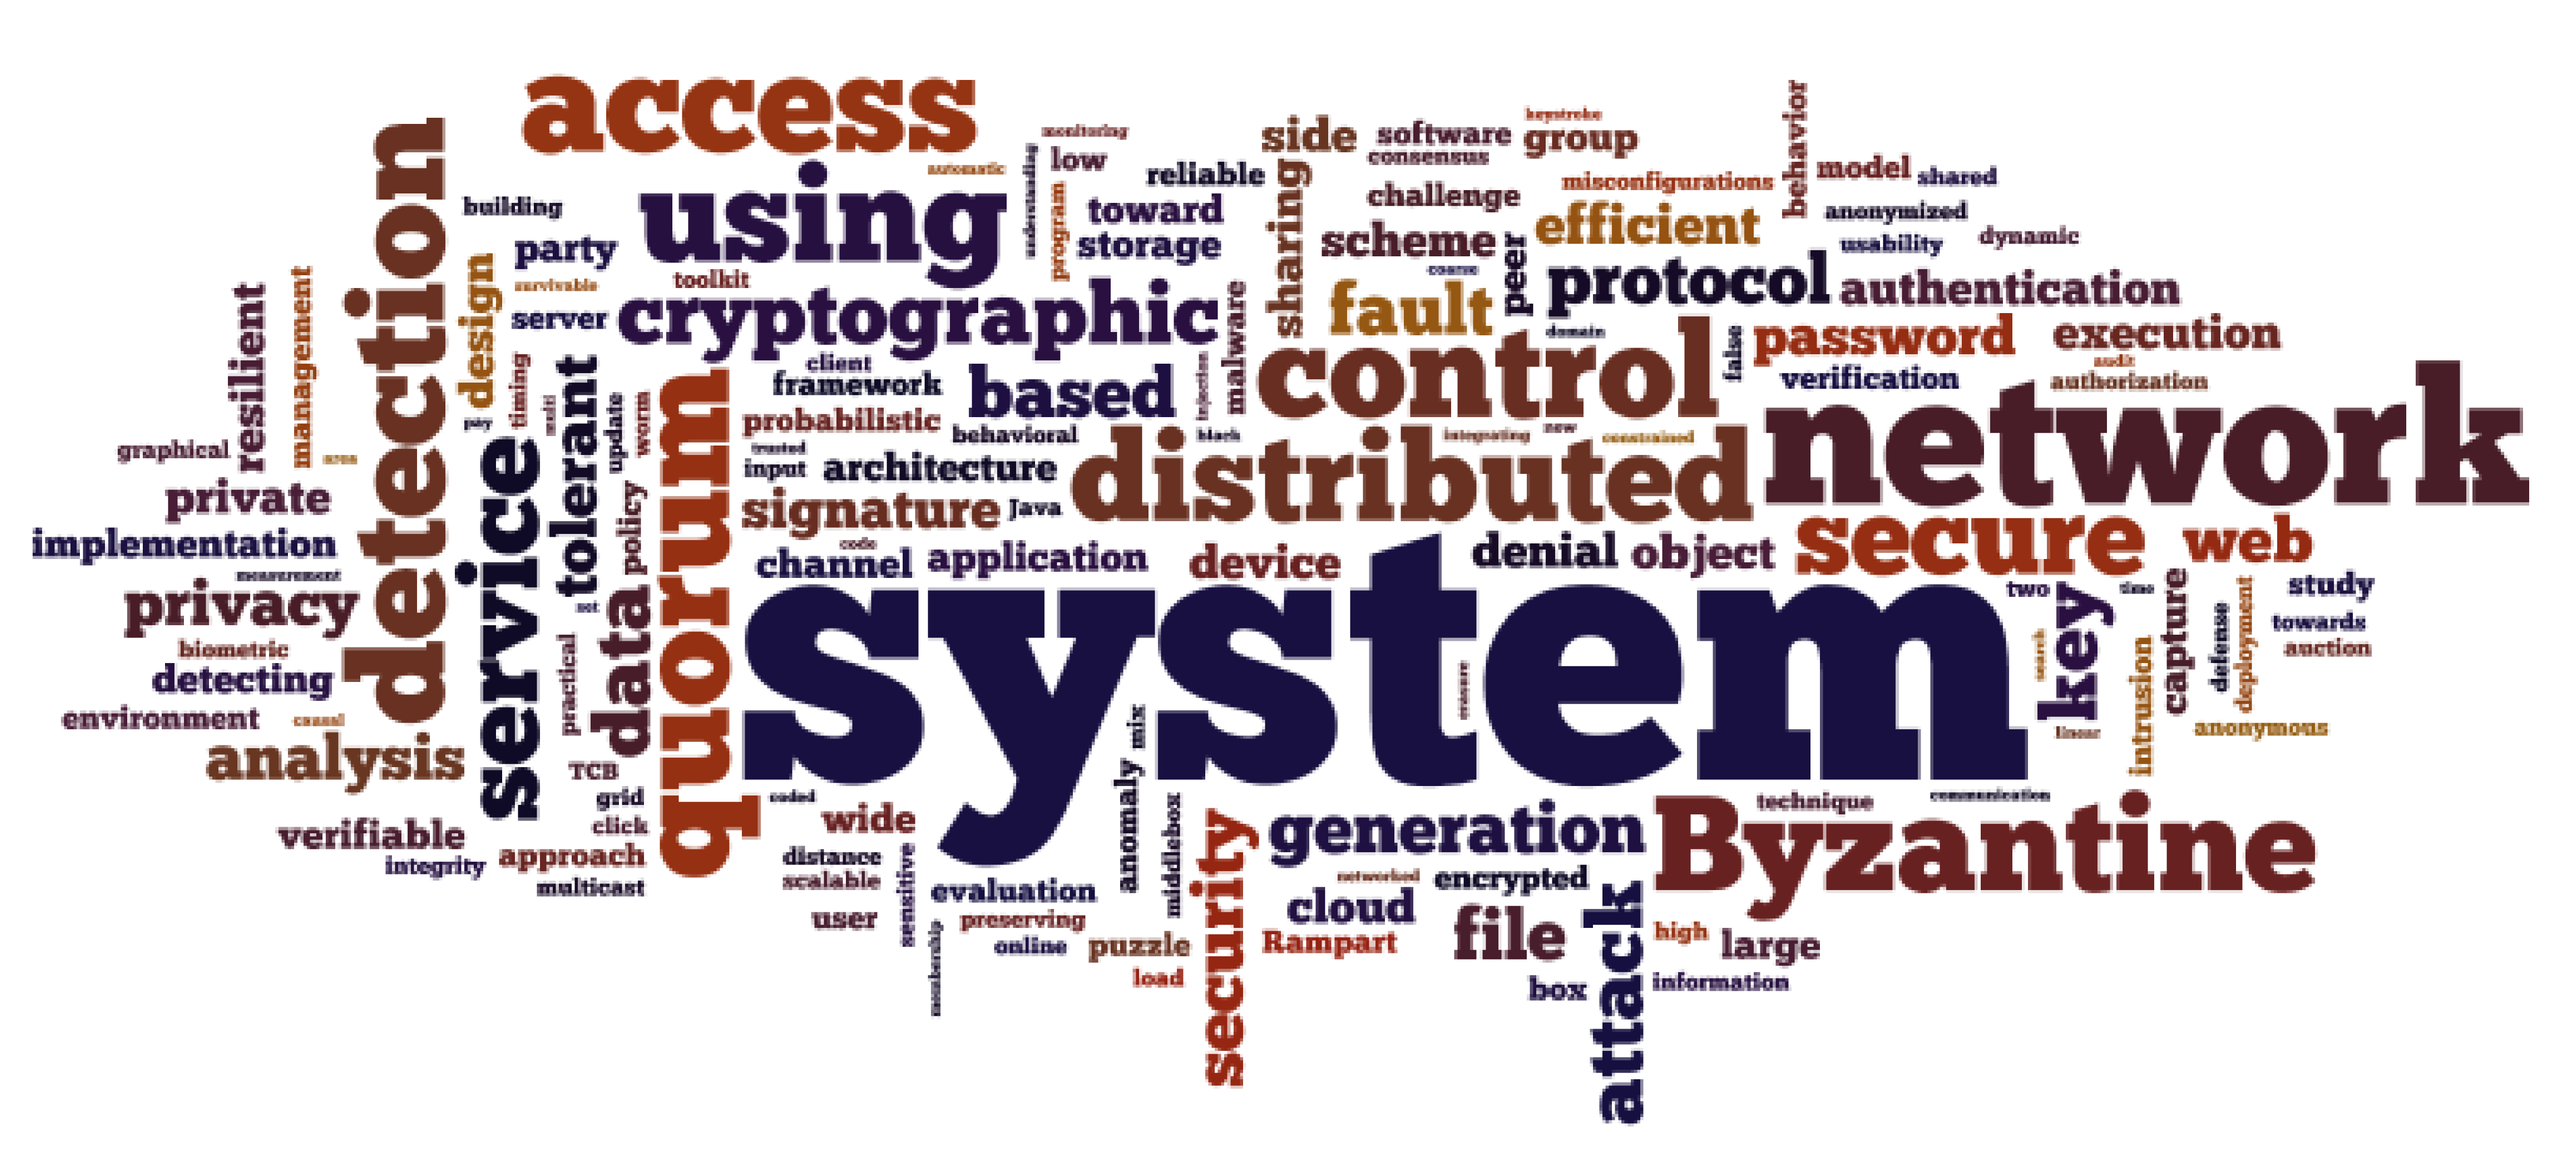 access
monitoring
side
software
keystroke
group
behavior
consensus
low
automatic
understanding
reliable
sharing
model
shared
misconfigurations
challenge
program
toward
using
building
anonymized
efficient
detection
party
storage
scheme
peer
usability
dynamic
design
toolkit
coarse
protocol
authentication
survivable
cryptographic
malware
fault
resilient
management
server
domain
false
password
execution
client
control
audit
timing
tolerant
framework
based
injection
verification
authorization
network
quorum
pay
multi
update
worm
probabilistic
behavioral
black
integrating
new
constrained
graphical
area
service
trusted
input
architecture
distributed
private
policy
signature
Java
secure
web
implementation
code
channel
application
device
denial
object
measurement
system
two
time
study
privacy
set
data
key
capture
defense
deployment
towards
biometric
practical
search
auction
detecting
ensure
intrusion
environment
causal
mix
linear
anonymous
analysis
TCB
anomaly
grid
coded
middlebox
technique
communication
verifiable
click
wide
security
generation
Byzantine
integrity
approach
distance
scalable
sensitive
multicast
evaluation
networked
encrypted
attack
user
preserving
cloud
file
high
large
membership
online
puzzle
Rampart
load
box
information